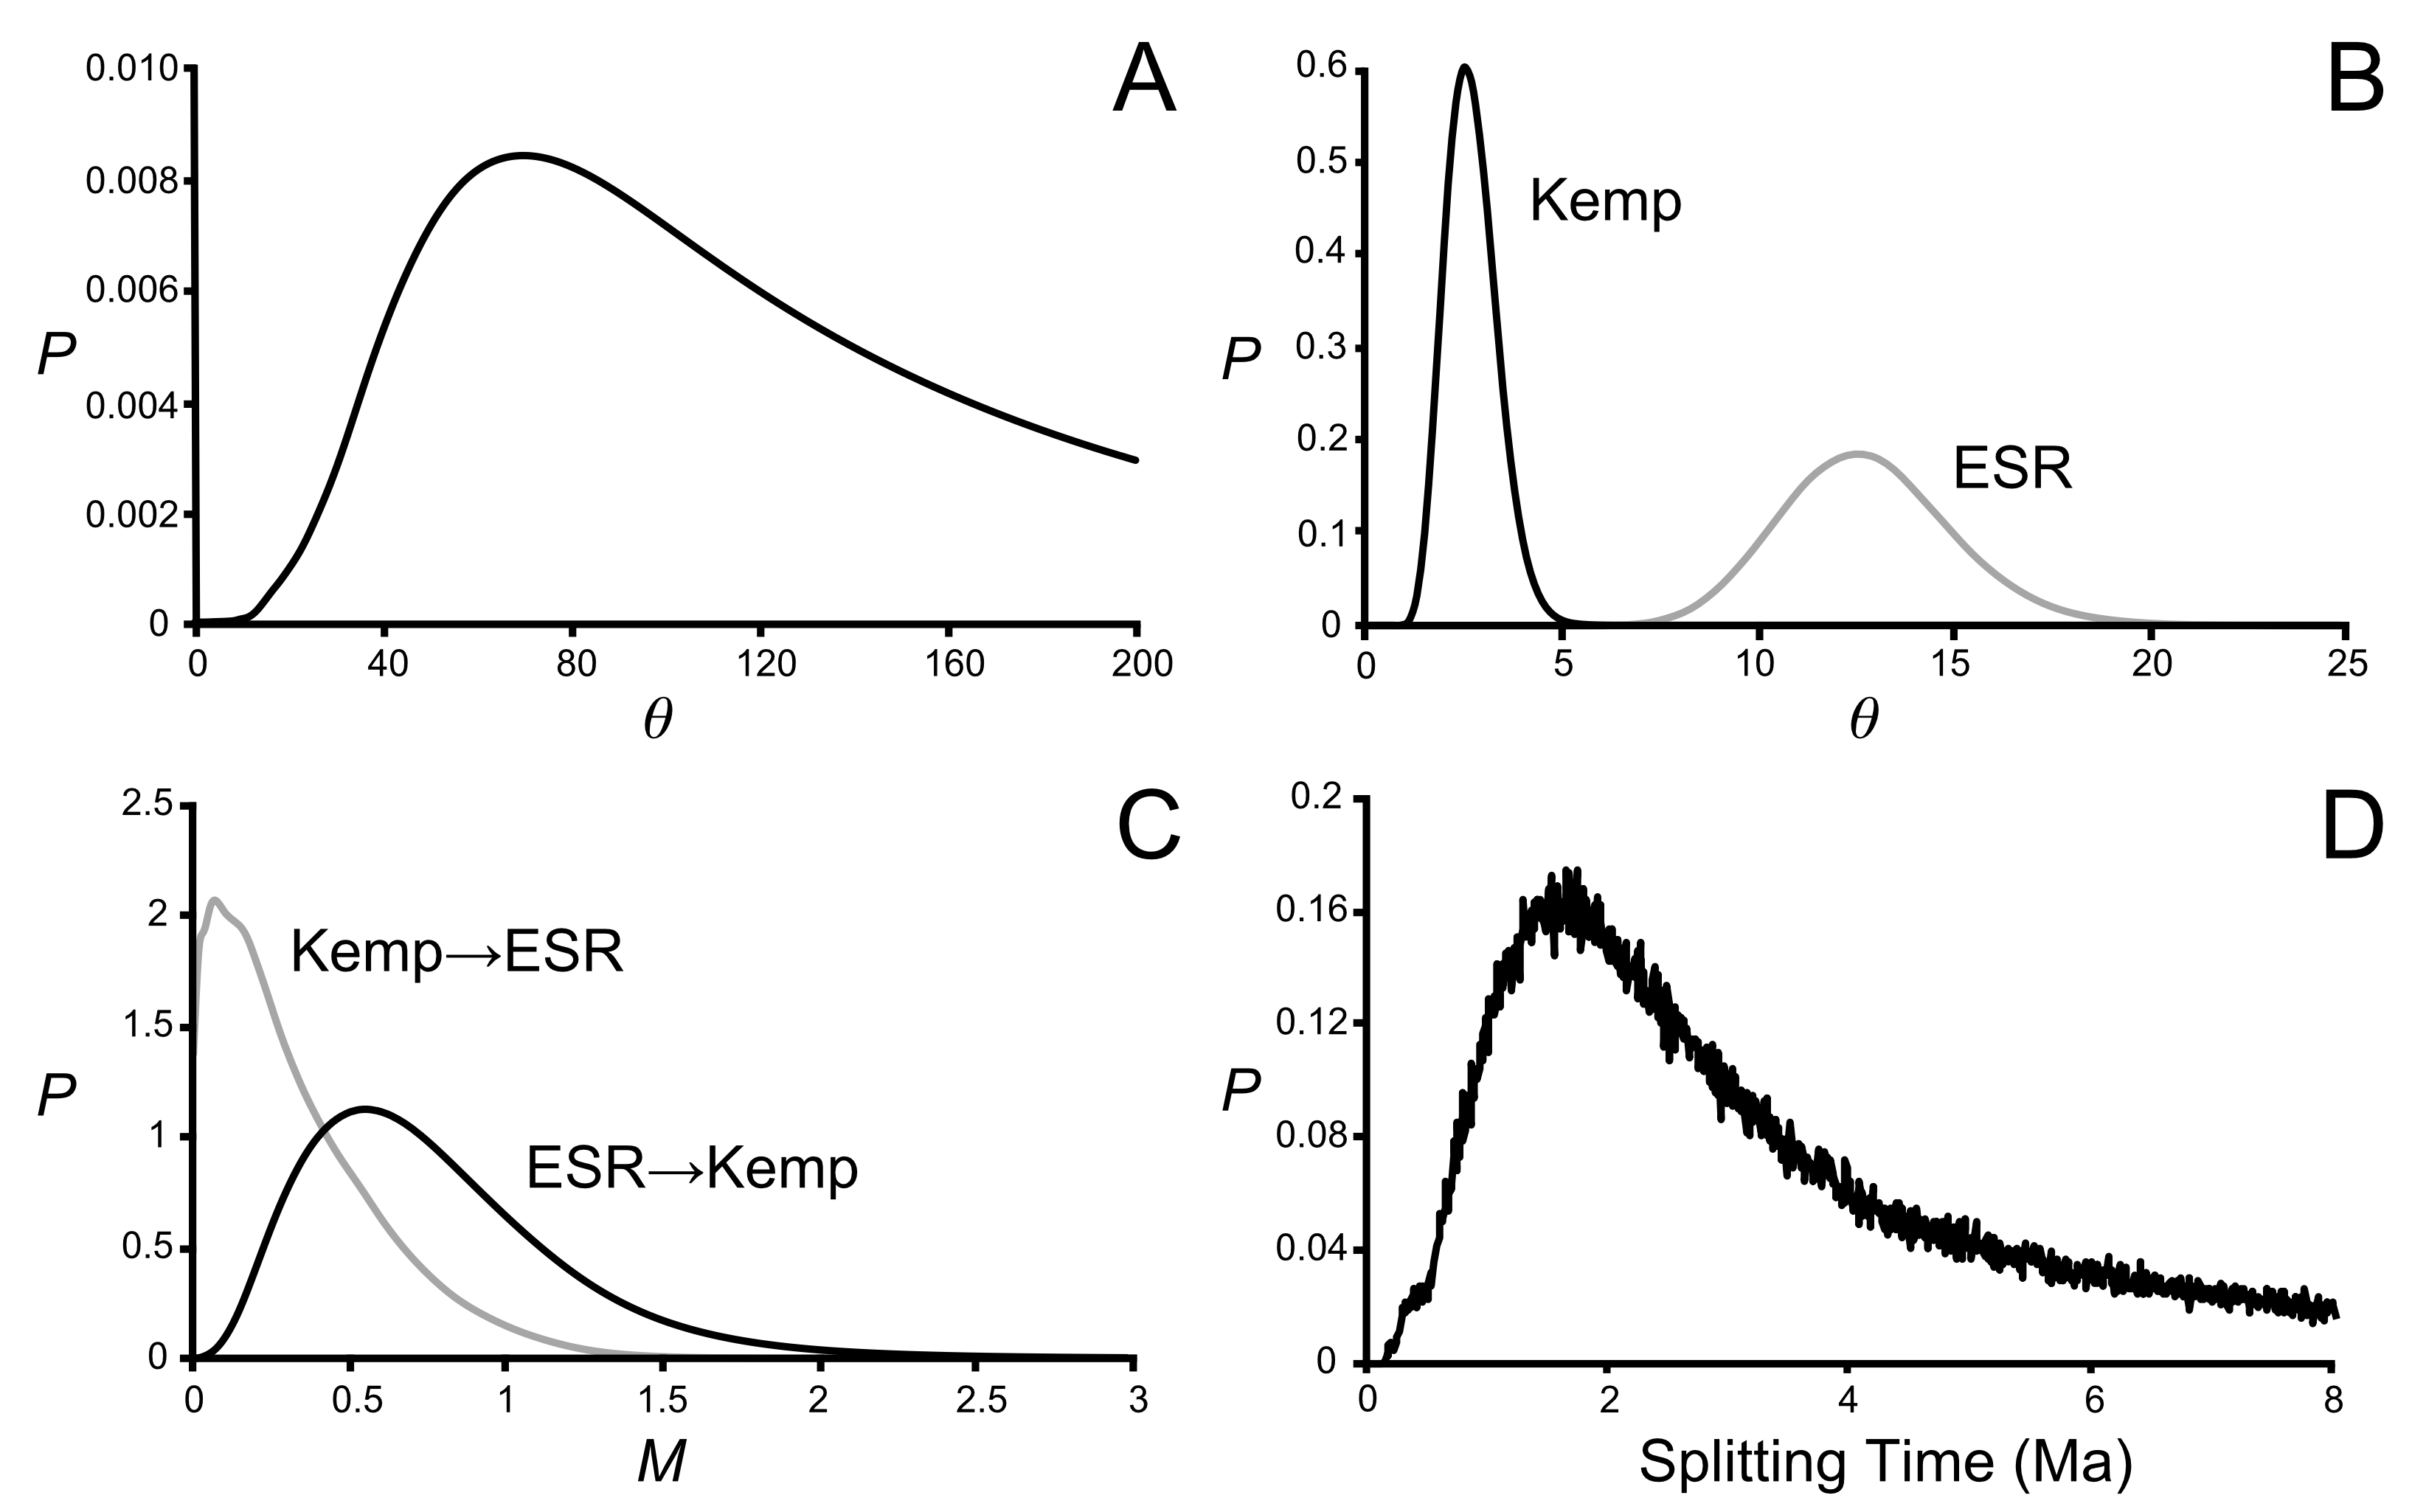 A
0.010
0.008
0.006
0.004
0.002
0
P
0 40 80 120 160 200
θ
B
0.6
0.5
0.4
0.3
0.2
0.1
0
P
Kemp
ESR
0 5 10 15 20 25
θ
C
2.5
2
1.5
1
0.5
0
P
Kemp→ESR
ESR→Kemp
0 0.5 1 1.5 2 2.5 3
M
D
0.2
0.16
0.12
0.08
0.04
0
P
0 2 4 6 8
Splitting Time (Ma)